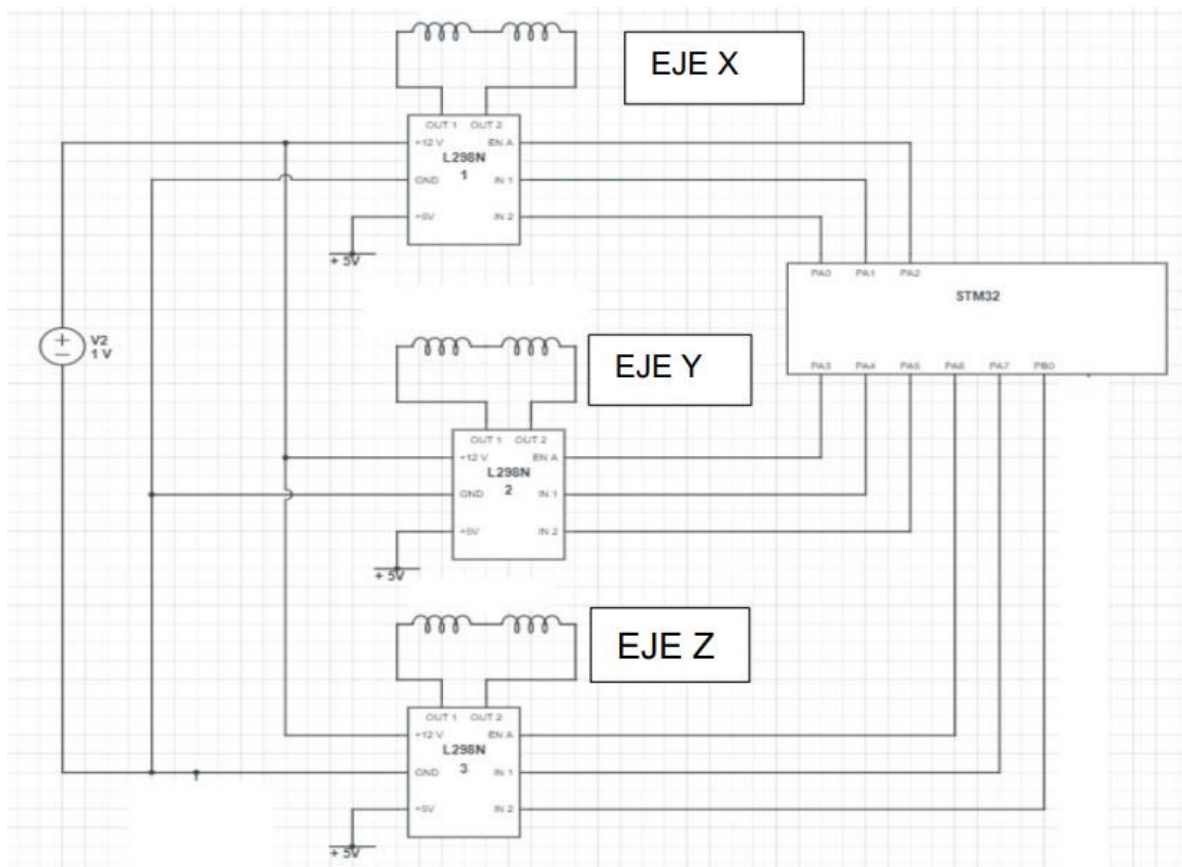 EJE X
OUT 1 OUT 2
+12 V EN A
L298N
1
GND IN 1
+5V IN 2
+ 5V
PA0 PA1 PA2
STM32
PA3 PA4 PA5 PA6 PA7 PB0
V2
1 V
EJE Y
OUT 1 OUT 2
+12 V EN A
L298N
2
GND IN 1
+5V IN 2
+ 5V
EJE Z
OUT 1 OUT 2
+12 V EN A
L298N
3
GND IN 1
+5V IN 2
+ 5V